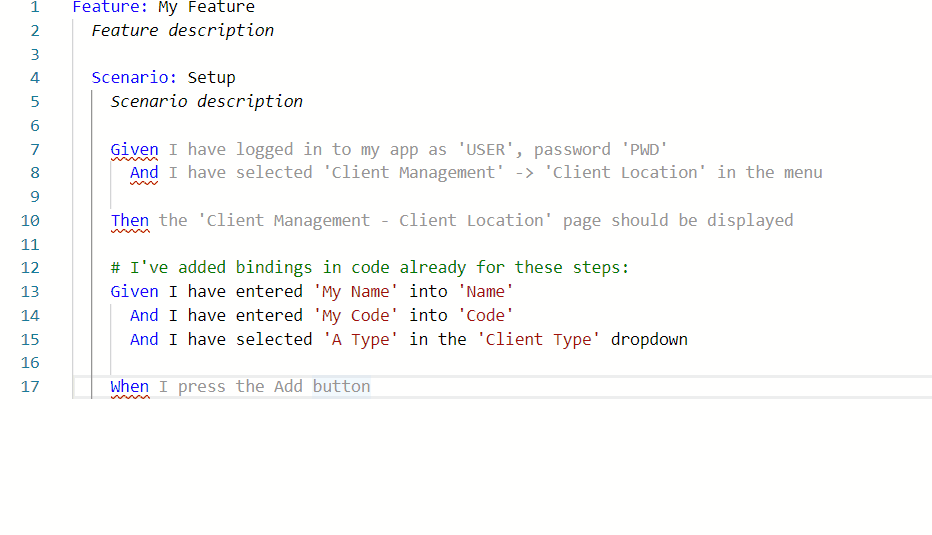 1 Feature: My Feature
2 Feature description
3
4 Scenario: Setup
5 Scenario description
6
7 Given I have logged in to my app as 'USER', password 'PWD'
8 And I have selected 'Client Management' -> 'Client Location' in the menu
9
10 Then the 'Client Management - Client Location' page should be displayed
11
12 # I've added bindings in code already for these steps:
13 Given I have entered 'My Name' into 'Name'
14 And I have entered 'My Code' into 'Code'
15 And I have selected 'A Type' in the 'Client Type' dropdown
16
17 When I press the Add button